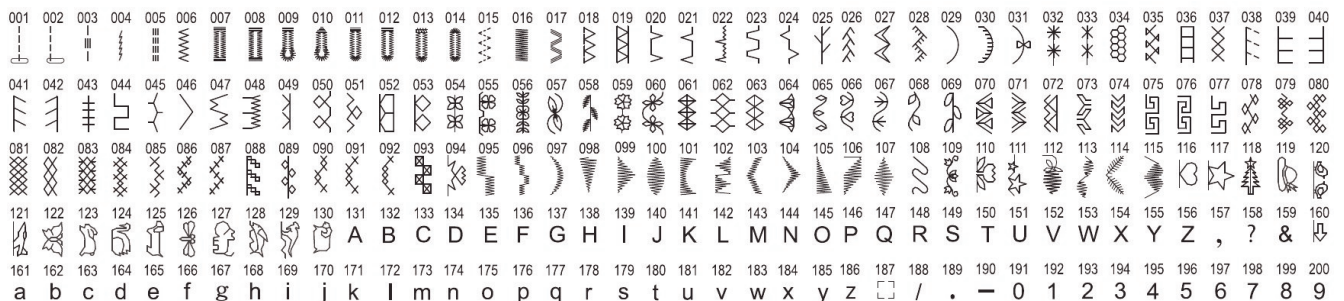 001 002 003 004 005 006 007 008 009 010 011 012 013 014 015 016 017 018 019 020 021 022 023 024 025 026 027 028 029 030 031 032 033 034 035 036 037 038 039 040
041 042 043 044 045 046 047 048 049 050 051 052 053 054 055 056 057 058 059 060 061 062 063 064 065 066 067 068 069 070 071 072 073 074 075 076 077 078 079 080
081 082 083 084 085 086 087 088 089 090 091 092 093 094 095 096 097 098 099 100 101 102 103 104 105 106 107 108 109 110 111 112 113 114 115 116 117 118 119 120
121 122 123 124 125 126 127 128 129 130 131 132 133 134 135 136 137 138 139 140 141 142 143 144 145 146 147 148 149 150 151 152 153 154 155 156 157 158 159 160
A B C D E F G H I J K L M N O P Q R S T U V W X Y Z , ? &
161 162 163 164 165 166 167 168 169 170 171 172 173 174 175 176 177 178 179 180 181 182 183 184 185 186 187 188 189 190 191 192 193 194 195 196 197 198 199 200
a b c d e f g h i j k l m n o p q r s t u v w x y z / . – 0 1 2 3 4 5 6 7 8 9